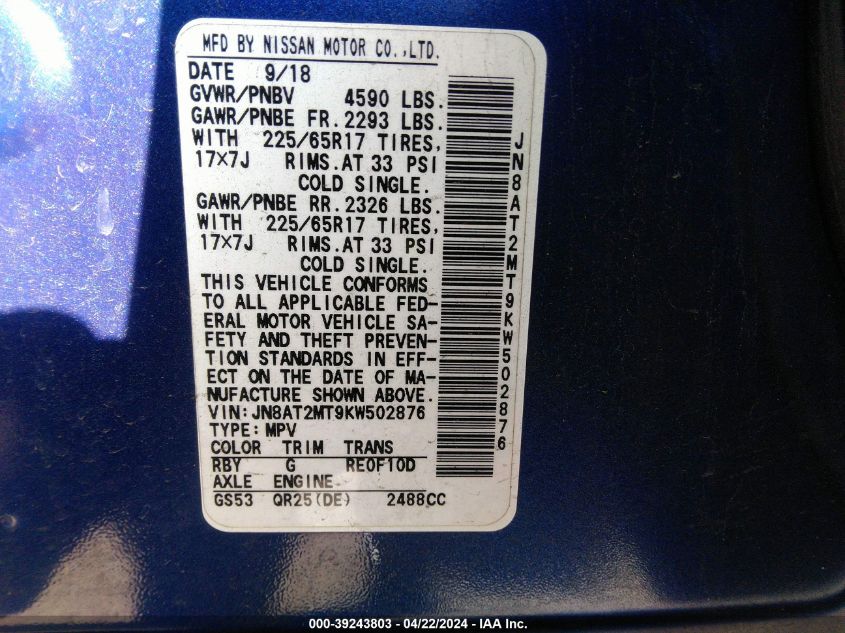 MFD BY NISSAN MOTOR CO.,LTD.
DATE 9/18
GVWR/PNBV 4590 LBS.
GAWR/PNBE FR.2293 LBS.
WITH 225/65R17 TIRES,
17×7J RIMS.AT 33 PSI
COLD SINGLE.
GAWR/PNBE RR.2326 LBS.
WITH 225/65R17 TIRES,
17×7J RIMS.AT 33 PSI
COLD SINGLE.
THIS VEHICLE CONFORMS
TO ALL APPLICABLE FED-
ERAL MOTOR VEHICLE SA-
FETY AND THEFT PREVEN-
TION STANDARDS IN EFF-
ECT ON THE DATE OF MA-
NUFACTURE SHOWN ABOVE.
VIN:JN8AT2MT9KW502876
TYPE:MPV
COLOR TRIM TRANS
RBY G RE0F10D
AXLE ENGINE
GS53 QR25(DE) 2488CC
JN8AT2MT9KW502876
000-39243803 - 04/22/2024 - IAA Inc.